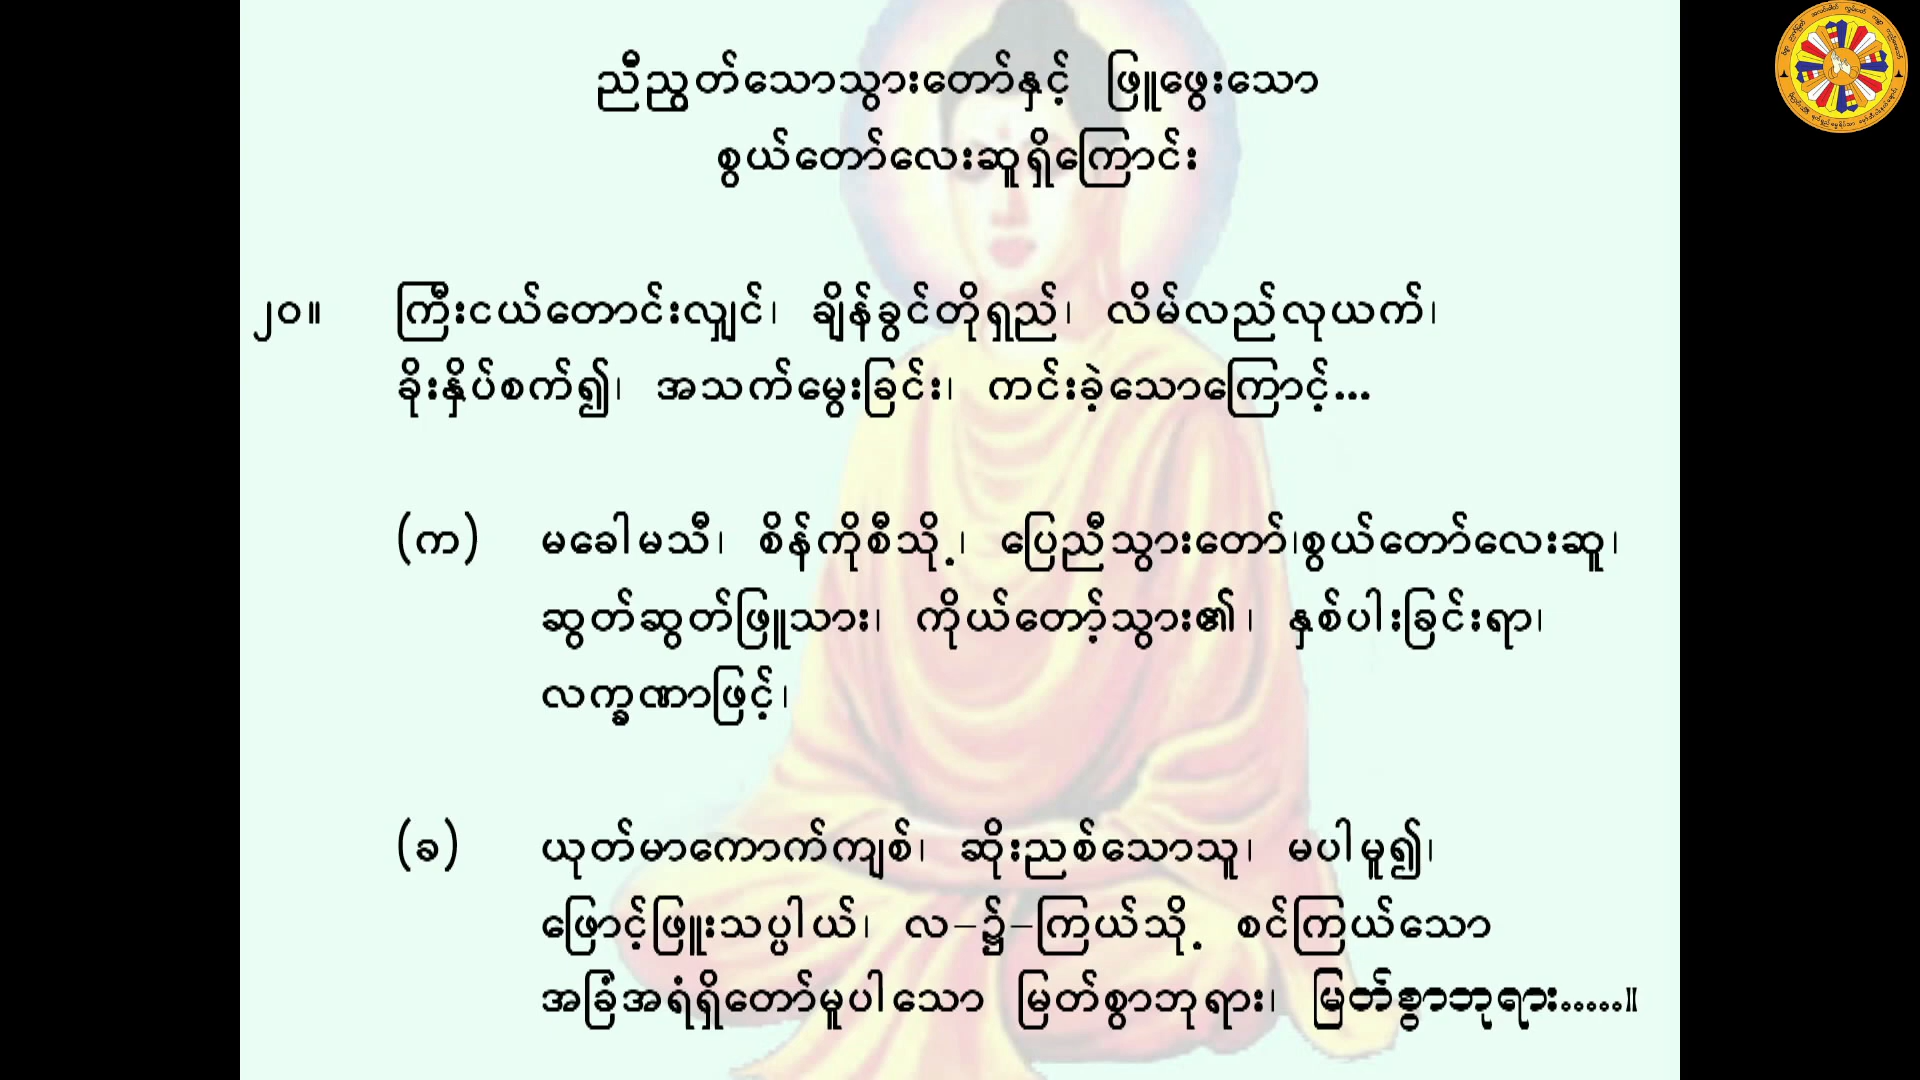 ညီညွတ်သောသွားတော်နှင့် ဖြူဖွေးသော
စွယ်တော်လေးဆူရှိကြောင်း
၂၀။ ကြီးငယ်တောင်းလျှင်၊ ချိန်ခွင်တိုရှည်၊ လိမ်လည်လုယက်၊
ခိုးနှိပ်စက်၍၊ အသက်မွေးခြင်း၊ ကင်းခဲ့သောကြောင့်...
(က) မခေါမသီ၊ စိန်ကိုစီသို့၊ ပြေညီသွားတော်၊စွယ်တော်လေးဆူ၊
ဆွတ်ဆွတ်ဖြူသား၊ ကိုယ်တော့်သွား၏၊ နှစ်ပါးခြင်းရာ၊
လက္ခဏာဖြင့်၊
(ခ) ယုတ်မာကောက်ကျစ်၊ ဆိုးညစ်သောသူ၊ မပါမူ၍၊
ဖြောင့်ဖြူးသပ္ပါယ်၊ လ-၌-ကြယ်သို့ စင်ကြယ်သော
အခြံအရံရှိတော်မူပါသော မြတ်စွာဘုရား၊ မြတ်စွာဘုရား.....။